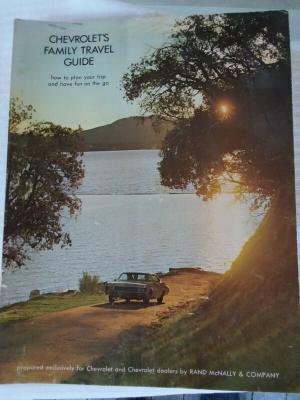 CHEVROLET'S
FAMILY TRAVEL
GUIDE
how to plan your trip
and have fun on the go
prepared exclusively for Chevrolet and Chevrolet dealers by RAND McNALLY & COMPANY